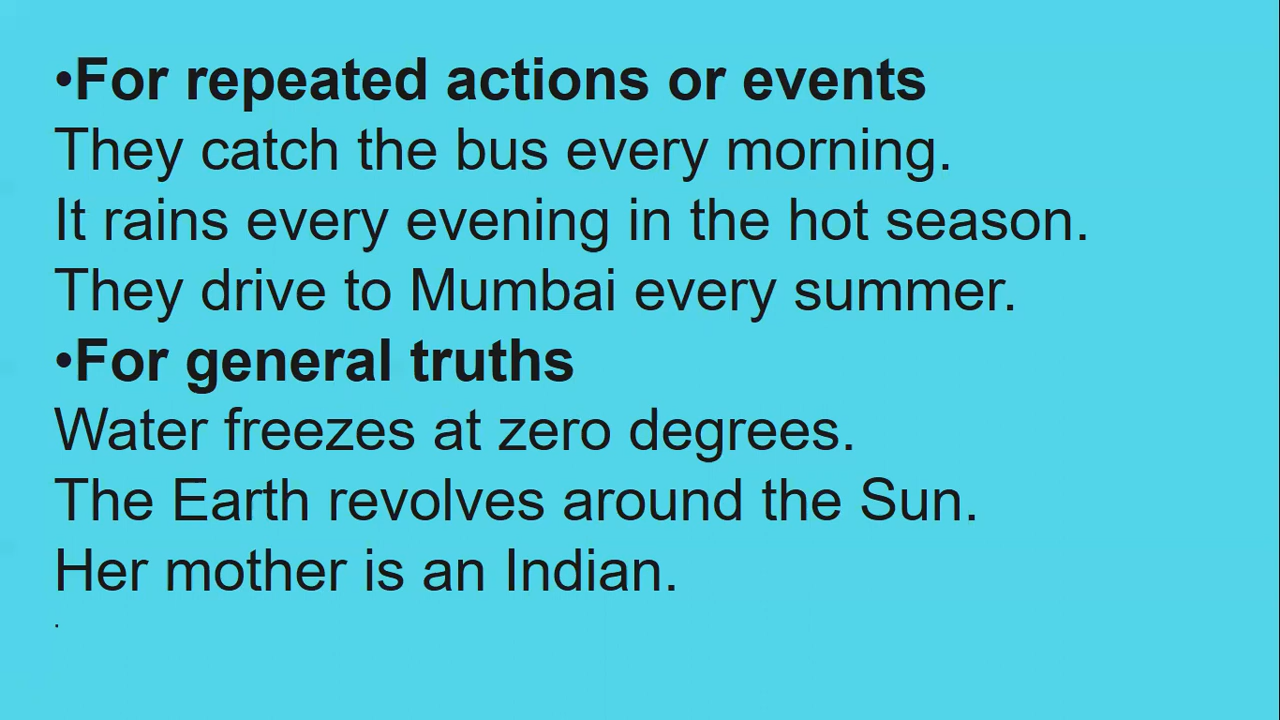 •For repeated actions or events
They catch the bus every morning.
It rains every evening in the hot season.
They drive to Mumbai every summer.
•For general truths
Water freezes at zero degrees.
The Earth revolves around the Sun.
Her mother is an Indian.
.